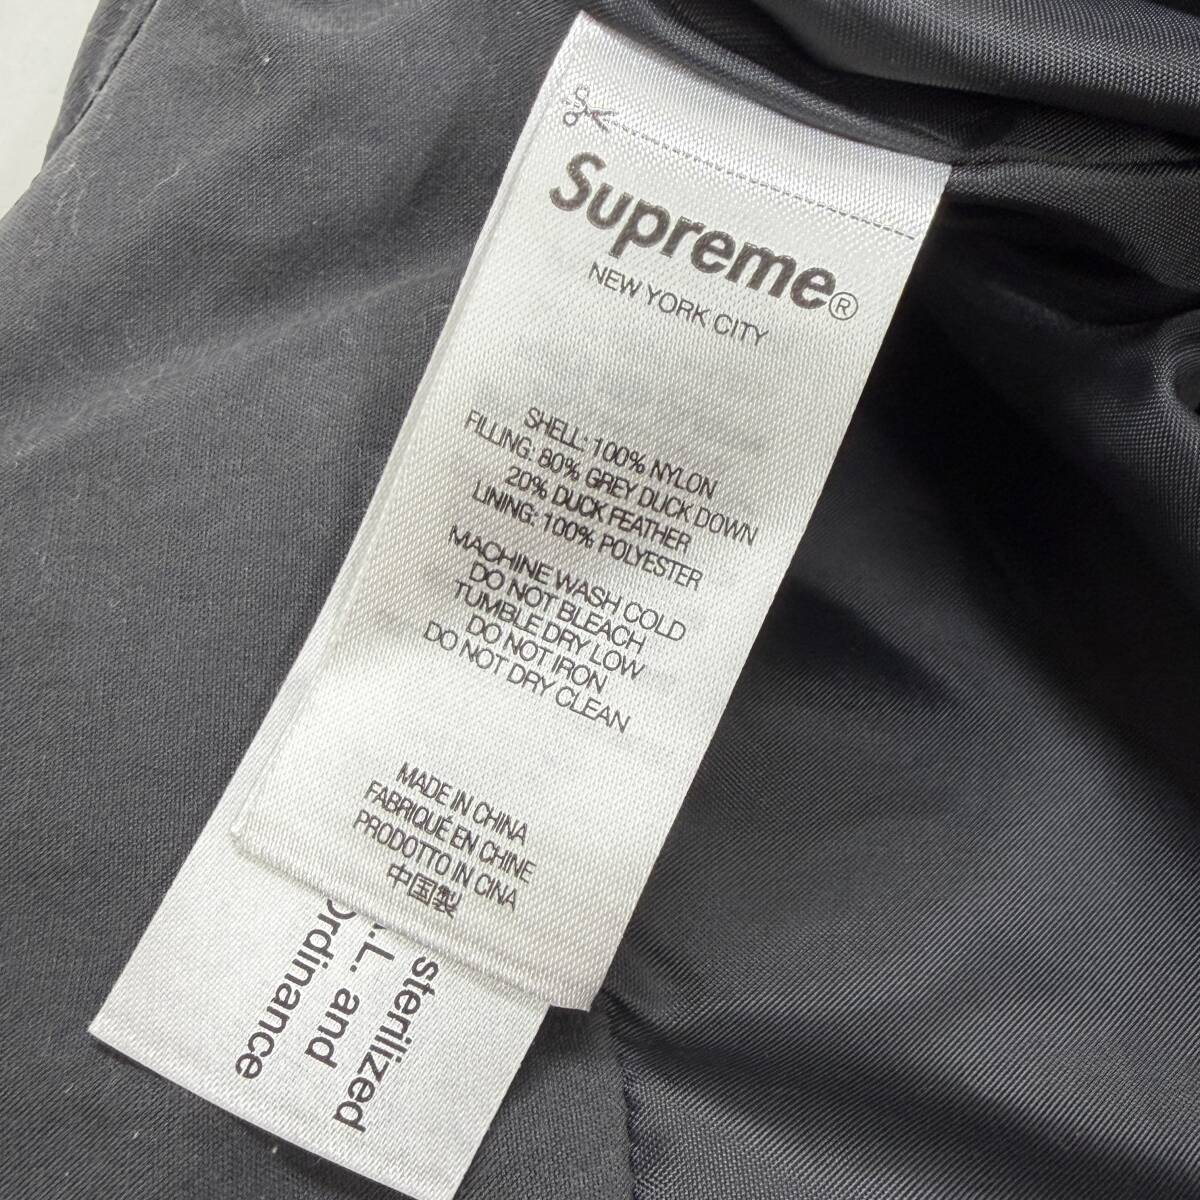 Supreme®
NEW YORK CITY
SHELL: 100% NYLON
FILLING: 80% GREY DUCK DOWN
20% DUCK FEATHER
LINING: 100% POLYESTER
MACHINE WASH COLD
DO NOT BLEACH
TUMBLE DRY LOW
DO NOT IRON
DO NOT DRY CLEAN
MADE IN CHINA
FABRIQUÉ EN CHINE
PRODOTTO IN CINA
中国製
sterilized
.L. and
Ordinance